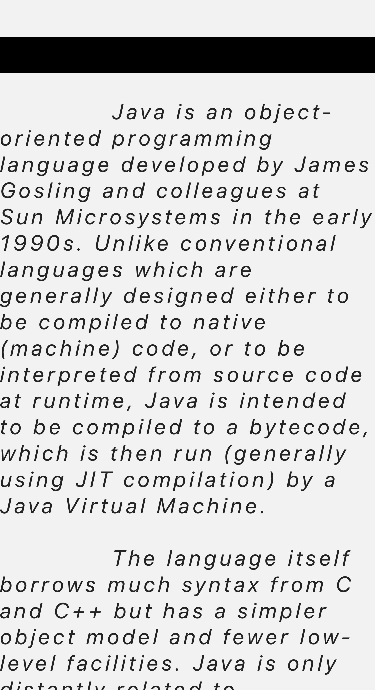 Java is an object-
oriented programming
language developed by James
Gosling and colleagues at
Sun Microsystems in the early
1990s. Unlike conventional
languages which are
generally designed either to
be compiled to native
(machine) code, or to be
interpreted from source code
at runtime, Java is intended
to be compiled to a bytecode,
which is then run (generally
using JIT compilation) by a
Java Virtual Machine.
The language itself
borrows much syntax from C
and C++ but has a simpler
object model and fewer low-
level facilities. Java is only
distantly related to